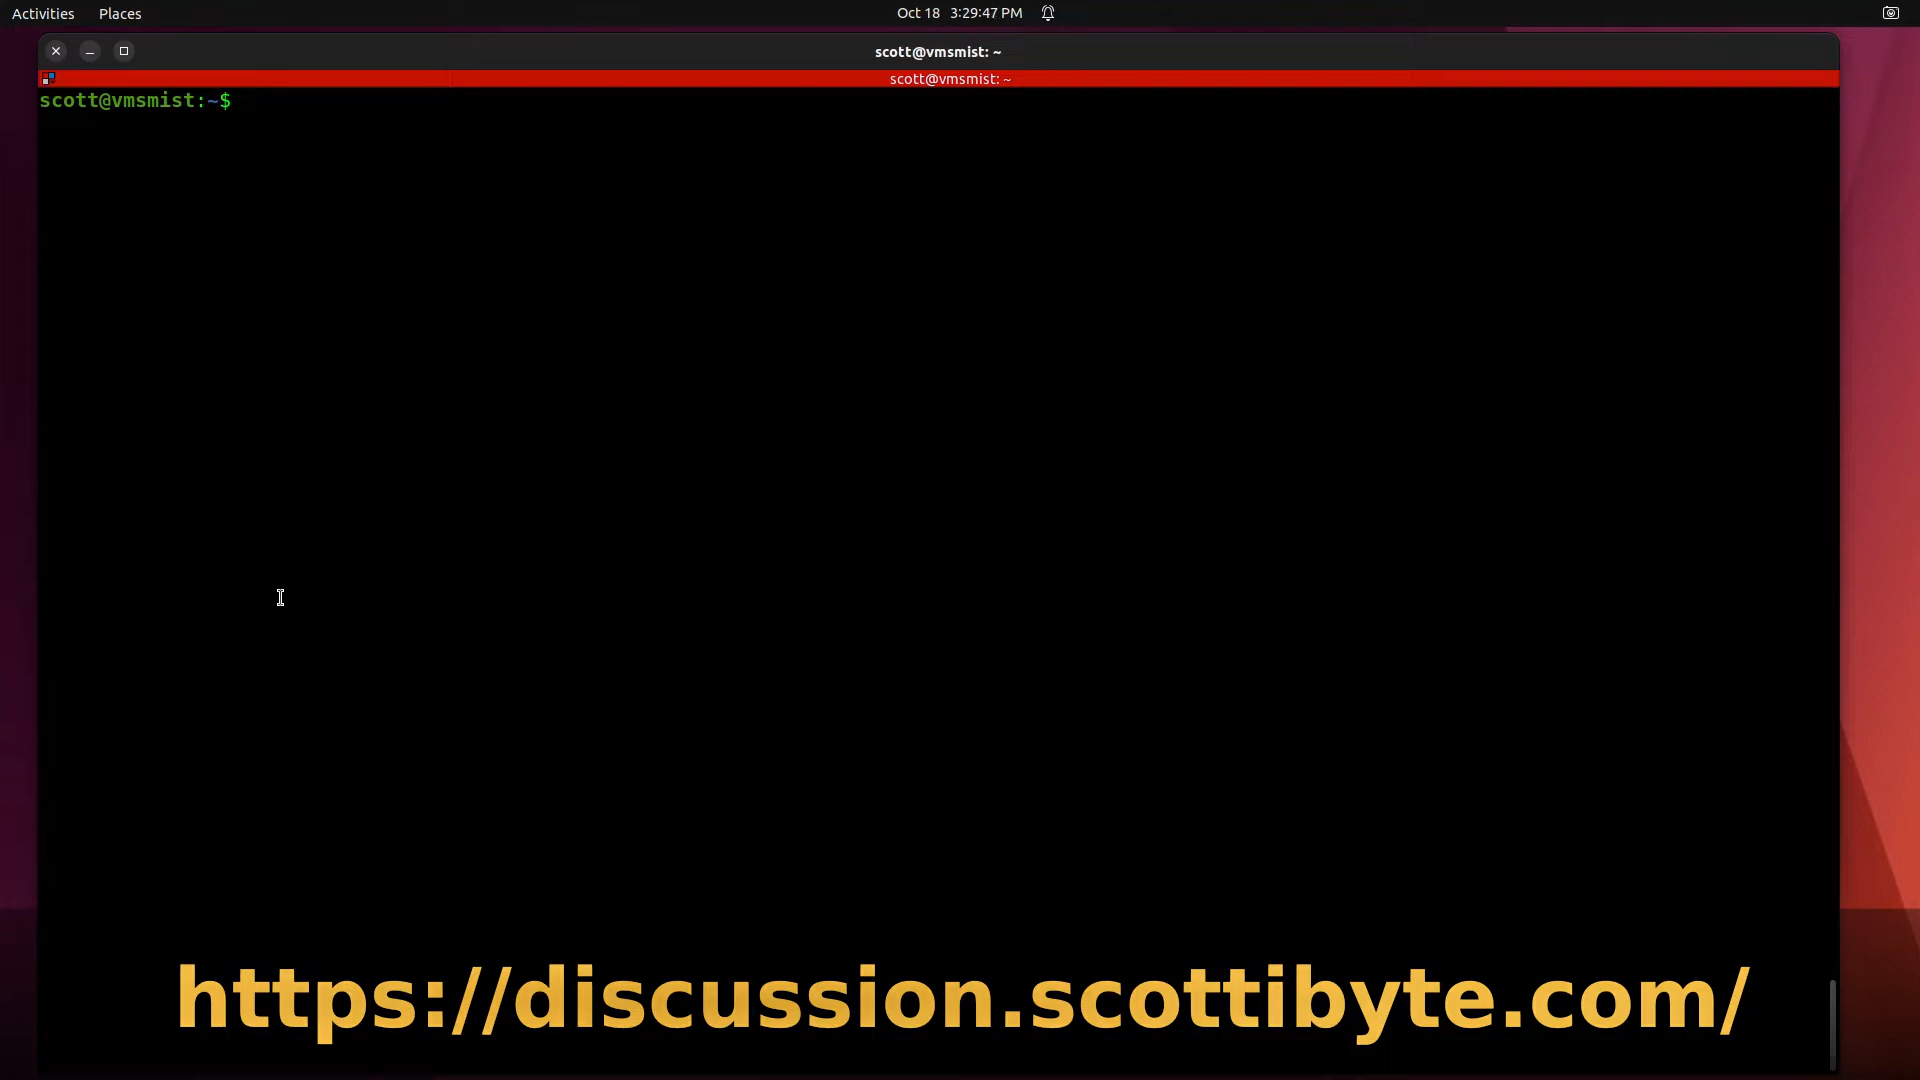 Activities Places Oct 18 3:29:47 PM
scott@vmsmist: ~
scott@vmsmist: ~
scott@vmsmist:~$
https://discussion.scottibyte.com/